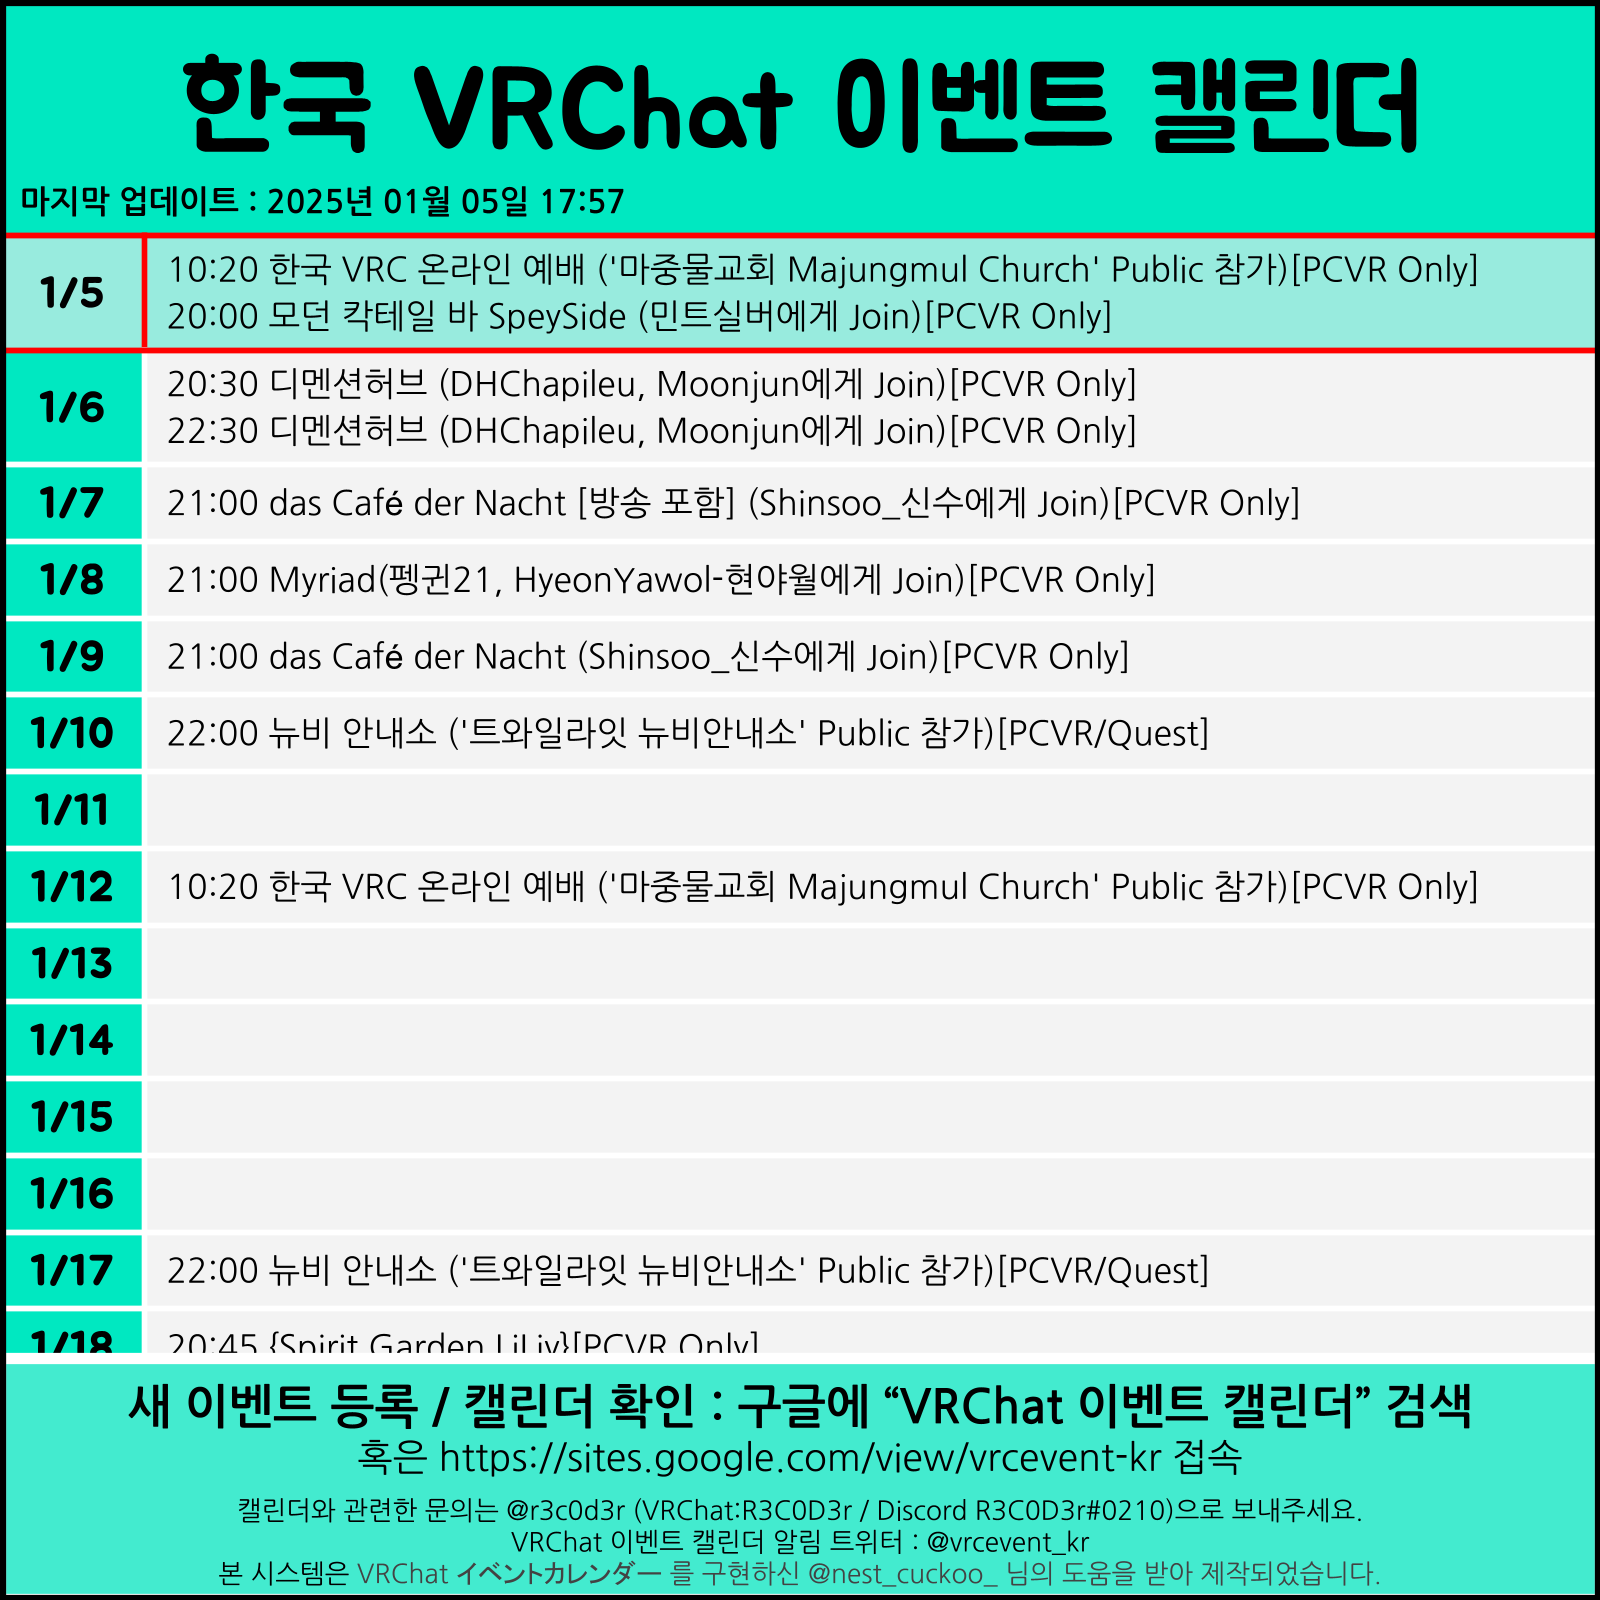 한국 VRChat 이벤트 캘린더
마지막 업데이트 : 2025년 01월 05일 17:57
1/5
10:20 한국 VRC 온라인 예배 ('마중물교회 Majungmul Church' Public 참가)[PCVR Only]
20:00 모던 칵테일 바 SpeySide (민트실버에게 Join)[PCVR Only]
1/6
20:30 디멘션허브 (DHChapileu, Moonjun에게 Join)[PCVR Only]
22:30 디멘션허브 (DHChapileu, Moonjun에게 Join)[PCVR Only]
1/7
21:00 das Café der Nacht [방송 포함] (Shinsoo_신수에게 Join)[PCVR Only]
1/8
21:00 Myriad(펭귄21, HyeonYawol-현야월에게 Join)[PCVR Only]
1/9
21:00 das Café der Nacht (Shinsoo_신수에게 Join)[PCVR Only]
1/10
22:00 뉴비 안내소 ('트와일라잇 뉴비안내소' Public 참가)[PCVR/Quest]
1/11
1/12
10:20 한국 VRC 온라인 예배 ('마중물교회 Majungmul Church' Public 참가)[PCVR Only]
1/13
1/14
1/15
1/16
1/17
22:00 뉴비 안내소 ('트와일라잇 뉴비안내소' Public 참가)[PCVR/Quest]
1/18
20:45 {Spirit Garden LiLiy}[PCVR Only]
새 이벤트 등록 / 캘린더 확인 : 구글에 “VRChat 이벤트 캘린더” 검색
혹은 https://sites.google.com/view/vrcevent-kr 접속
캘린더와 관련한 문의는 @r3c0d3r (VRChat:R3C0D3r / Discord R3C0D3r#0210)으로 보내주세요.
VRChat 이벤트 캘린더 알림 트위터 : @vrcevent_kr
본 시스템은 VRChat イベントカレンダー 를 구현하신 @nest_cuckoo_ 님의 도움을 받아 제작되었습니다.